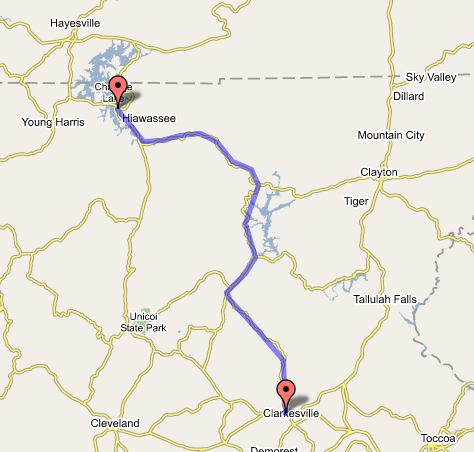 Hayesville
Sky Valley
Lake
Dillard
Hiawassee
Young Harris
Mountain City
Clayton
Tiger
Tallulah Falls
Unicoi
State Park
Clarkesville
Cleveland
Toccoa
Demorest